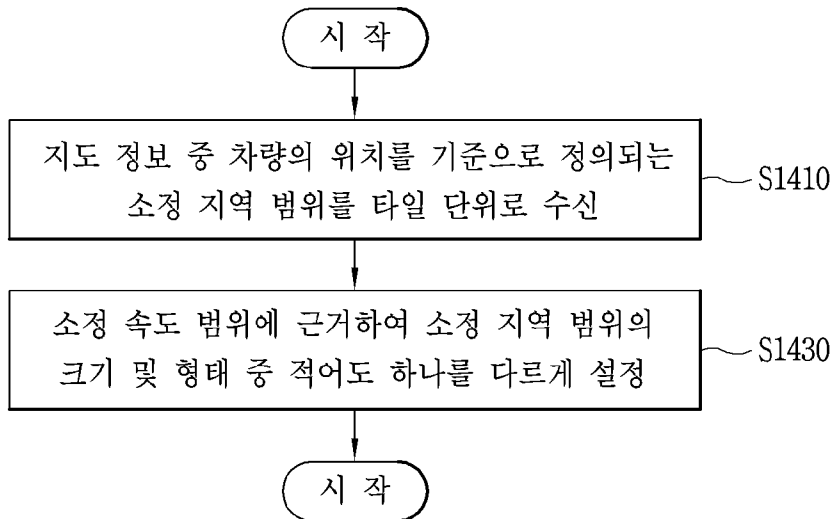 시 작
지도 정보 중 차량의 위치를 기준으로 정의되는
소정 지역 범위를 타일 단위로 수신
S1410
소정 속도 범위에 근거하여 소정 지역 범위의
크기 및 형태 중 적어도 하나를 다르게 설정
S1430
시 작